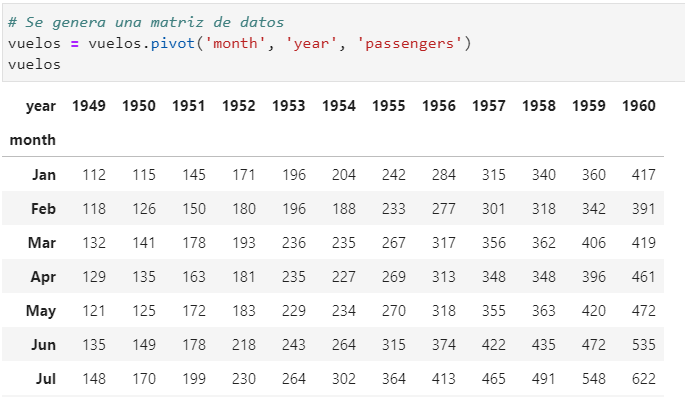 # Se genera una matriz de datos
vuelos = vuelos.pivot('month', 'year', 'passengers')
vuelos
year 1949 1950 1951 1952 1953 1954 1955 1956 1957 1958 1959 1960
month
Jan 112 115 145 171 196 204 242 284 315 340 360 417
Feb 118 126 150 180 196 188 233 277 301 318 342 391
Mar 132 141 178 193 236 235 267 317 356 362 406 419
Apr 129 135 163 181 235 227 269 313 348 348 396 461
May 121 125 172 183 229 234 270 318 355 363 420 472
Jun 135 149 178 218 243 264 315 374 422 435 472 535
Jul 148 170 199 230 264 302 364 413 465 491 548 622